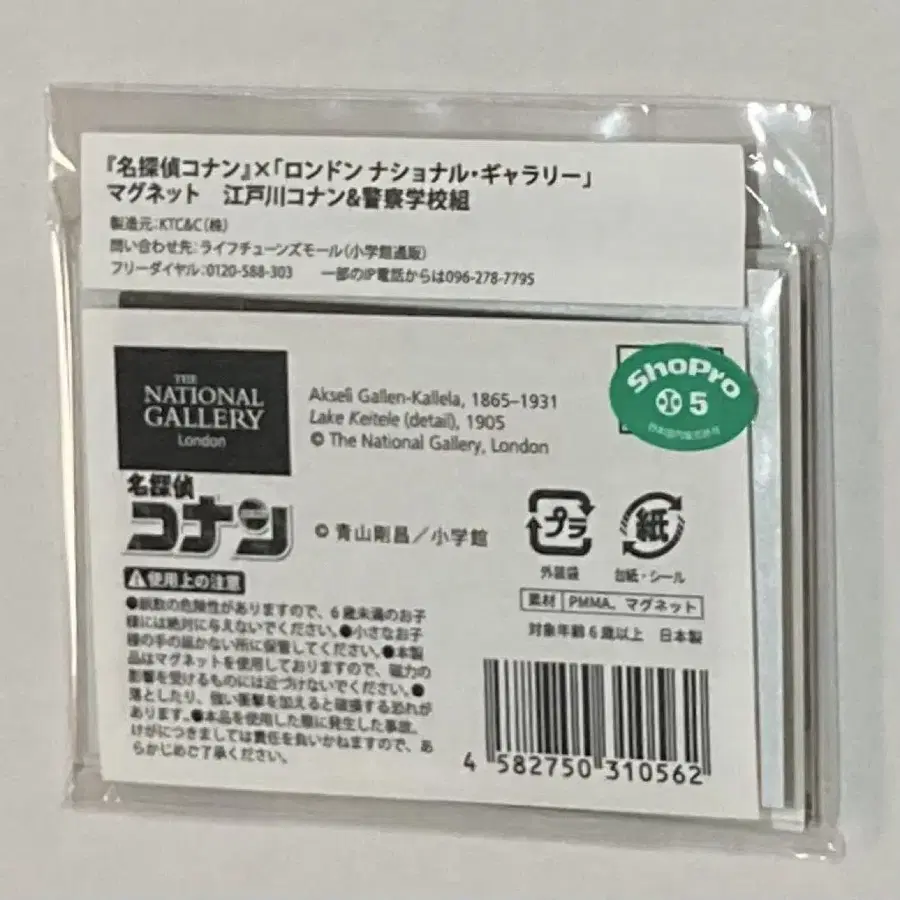 『名探偵コナン』×「ロンドン ナショナル・ギャラリー」
マグネット 江戸川コナン&警察学校組
製造元:KTC&C(株)
問い合わせ先:ライフチューンズモール(小学館通販)
フリーダイヤル:0120-588-303 一部のIP電話からは096-278-7795
THE
NATIONAL
GALLERY
London
Akseli Gallen-Kallela, 1865–1931
Lake Keitele (detail), 1905
© The National Gallery, London
ShoPro
5
名探偵
コナン
© 青山剛昌/小学館
プラ
外装袋
紙
台紙・シール
素材 PMMA、マグネット
対象年齢6歳以上 日本製
使用上の注意
●誤飲の危険性がありますので、6歳未満のお子
様には絶対に与えないでください。●小さなお子
様の手の届かない所に保管してください。●本製
品はマグネットを使用しておりますので、磁力の
影響を受けるものには近づけないでください。●
落としたり、強い衝撃を加えると破損する恐れが
あります。●本品を使用した際に発生した事故、
けがにつきましては責任を負いかねますので、あ
らかじめご了承ください。
4 582750 310562